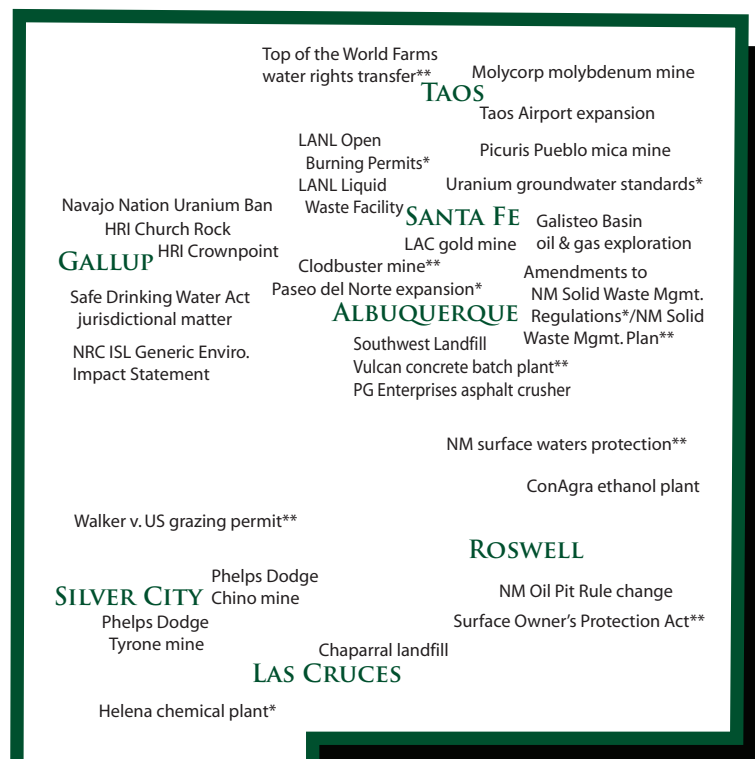 Top of the World Farms
water rights transfer**
Molycorp molybdenum mine
TAOS
Taos Airport expansion
LANL Open
Burning Permits*
Picuris Pueblo mica mine
LANL Liquid
Waste Facility
Uranium groundwater standards*
Navajo Nation Uranium Ban
HRI Church Rock
HRI Crownpoint
GALLUP
SANTA FE
Galisteo Basin
oil & gas exploration
LAC gold mine
Clodbuster mine**
Paseo del Norte expansion*
Amendments to
NM Solid Waste Mgmt.
Regulations*/NM Solid
Waste Mgmt. Plan**
Safe Drinking Water Act
jurisdictional matter
ALBUQUERQUE
NRC ISL Generic Enviro.
Impact Statement
Southwest Landfill
Vulcan concrete batch plant**
PG Enterprises asphalt crusher
NM surface waters protection**
ConAgra ethanol plant
Walker v. US grazing permit**
ROSWELL
Phelps Dodge
Chino mine
SILVER CITY
NM Oil Pit Rule change
Phelps Dodge
Tyrone mine
Surface Owner's Protection Act**
Chaparral landfill
LAS CRUCES
Helena chemical plant*